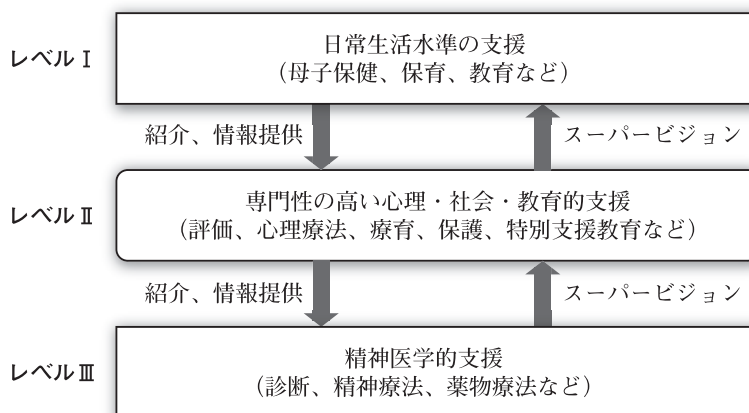 レベルⅠ
日常生活水準の支援
（母子保健、保育、教育など）
紹介、情報提供
スーパービジョン
レベルⅡ
専門性の高い心理・社会・教育的支援
（評価、心理療法、療育、保護、特別支援教育など）
紹介、情報提供
スーパービジョン
レベルⅢ
精神医学的支援
（診断、精神療法、薬物療法など）